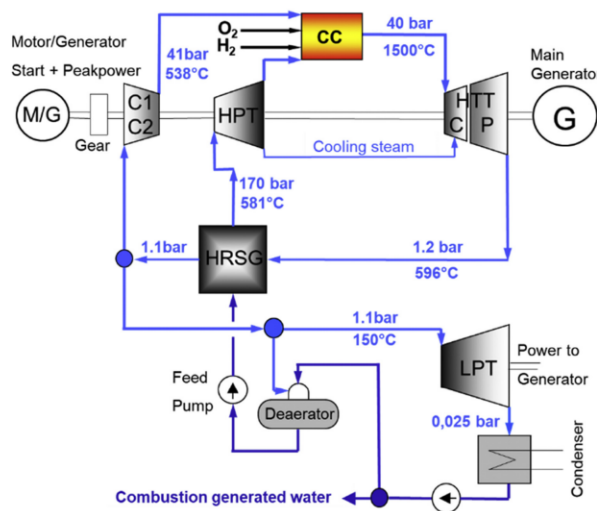 Motor/Generator
Start + Peakpower
M/G
Gear
41bar
538°C
C1
C2
O₂
H₂
CC
40 bar
1500°C
HPT
Cooling steam
HTT
C P
Main
Generator
G
170 bar
581°C
1.1bar
HRSG
1.2 bar
596°C
1.1bar
150°C
LPT
Power to
Generator
Feed
Pump
Deaerator
0,025 bar
Condenser
Combustion generated water